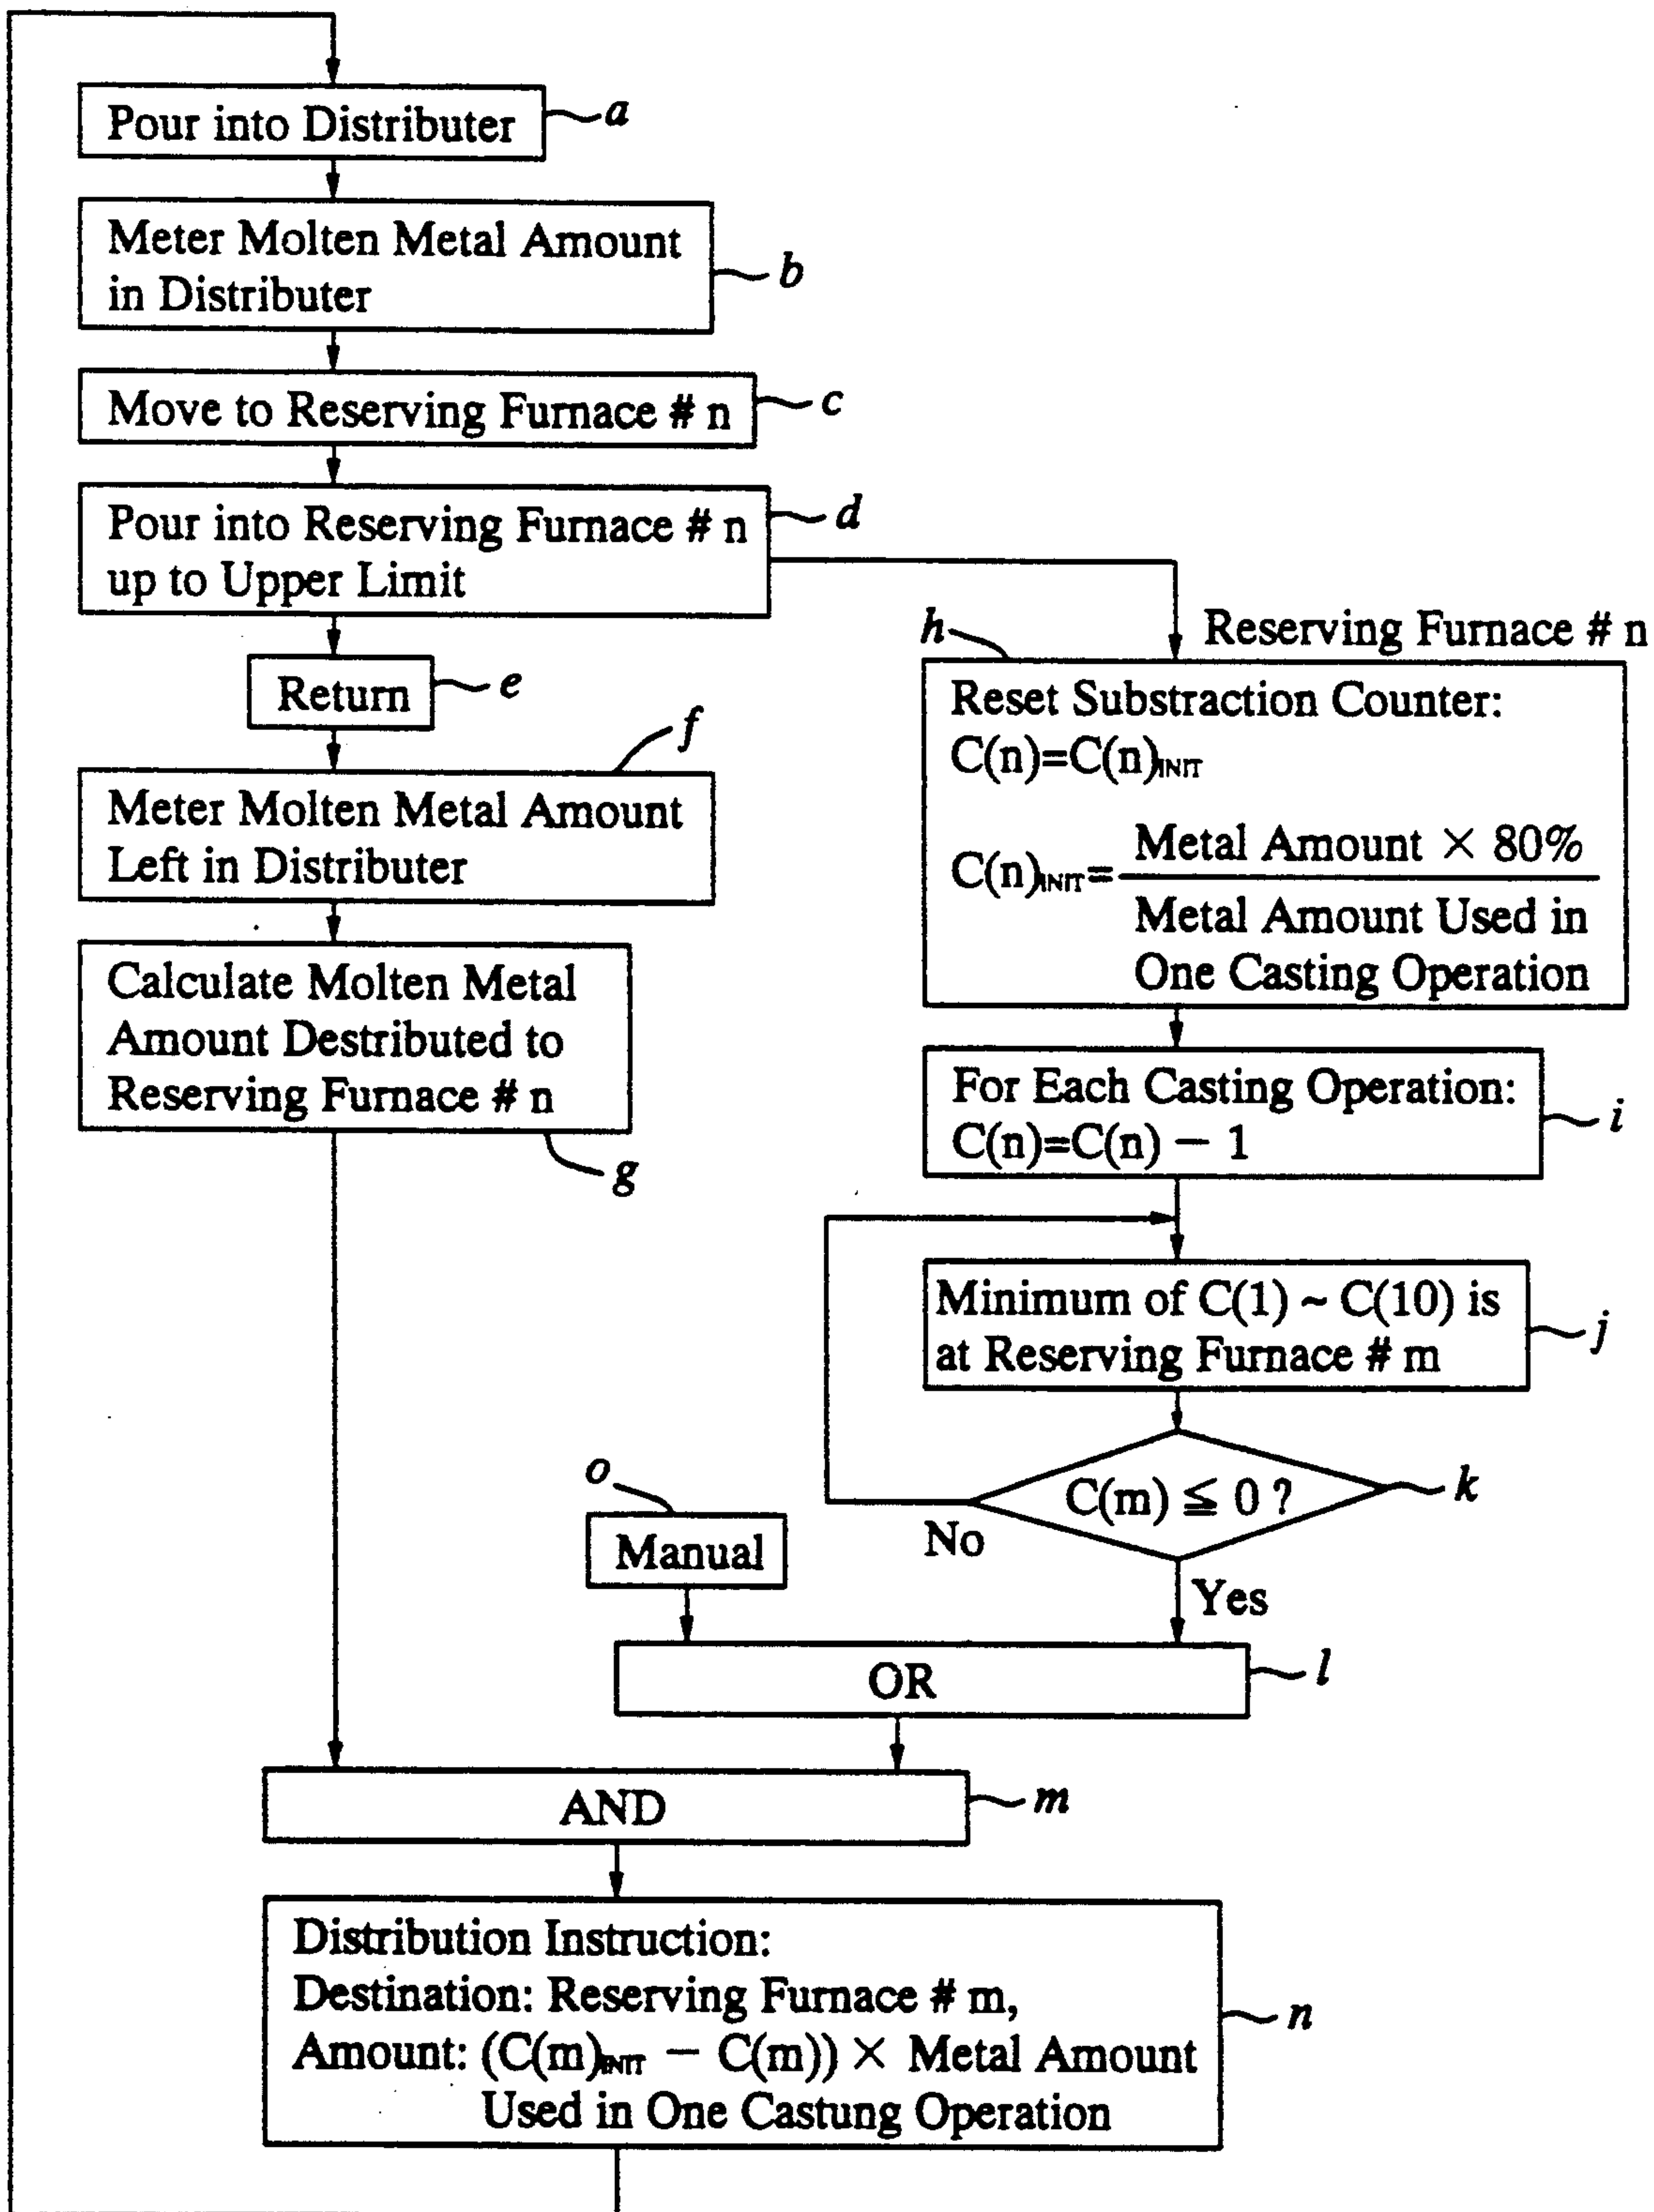 Pour into Distributer
a
Meter Molten Metal Amount
in Distributer
b
Move to Reserving Furnace # n
c
Pour into Reserving Furnace # n
up to Upper Limit
d
Return
e
f
Meter Molten Metal Amount
Left in Distributer
Calculate Molten Metal
Amount Destributed to
Reserving Furnace # n
g
h
Reserving Furnace # n
Reset Substraction Counter:
C(n)=C(n)INIT
C(n)INIT=
Metal Amount × 80%
Metal Amount Used in
One Casting Operation
For Each Casting Operation:
C(n)=C(n) − 1
i
Minimum of C(1) ~ C(10) is
at Reserving Furnace # m
j
C(m) ≦ 0 ?
k
No
Yes
o
Manual
OR
l
AND
m
Distribution Instruction:
Destination: Reserving Furnace # m,
Amount: (C(m)INIT − C(m)) × Metal Amount
Used in One Castung Operation
n